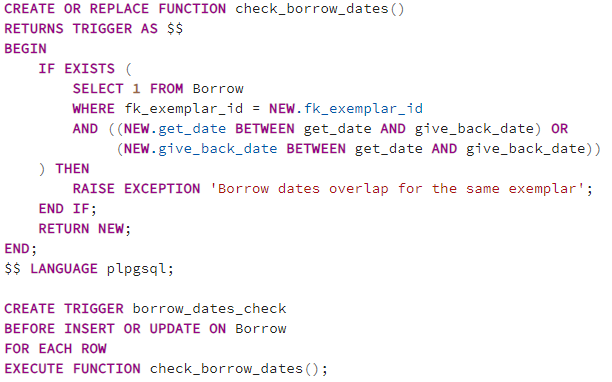 CREATE OR REPLACE FUNCTION check_borrow_dates()
RETURNS TRIGGER AS $$
BEGIN
    IF EXISTS (
        SELECT 1 FROM Borrow
        WHERE fk_exemplar_id = NEW.fk_exemplar_id
        AND ((NEW.get_date BETWEEN get_date AND give_back_date) OR
             (NEW.give_back_date BETWEEN get_date AND give_back_date))
    ) THEN
        RAISE EXCEPTION 'Borrow dates overlap for the same exemplar';
    END IF;
    RETURN NEW;
END;
$$ LANGUAGE plpgsql;

CREATE TRIGGER borrow_dates_check
BEFORE INSERT OR UPDATE ON Borrow
FOR EACH ROW
EXECUTE FUNCTION check_borrow_dates();